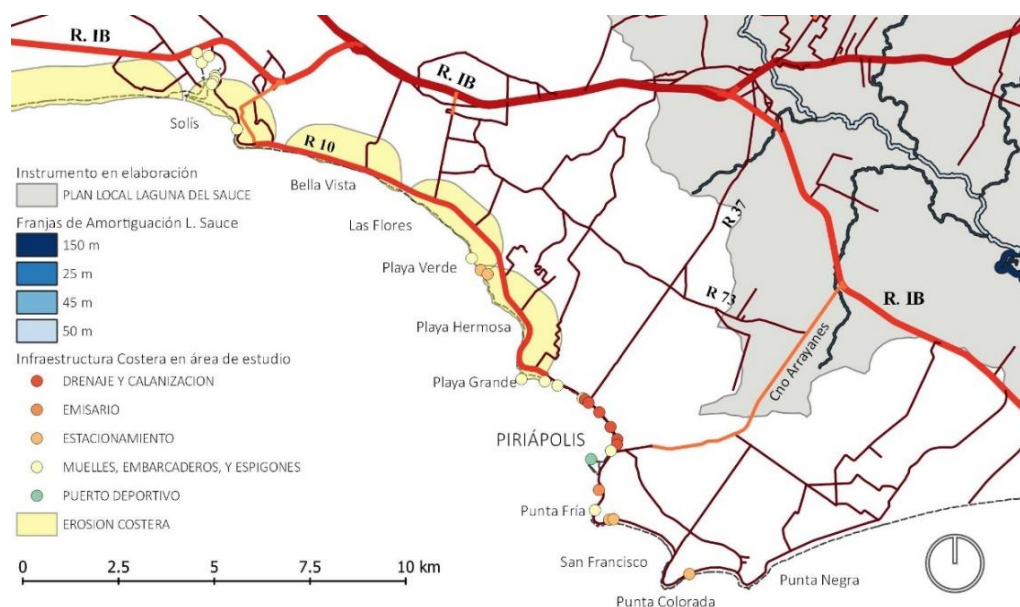 R. IB
R. IB
Solís
R 10
Bella Vista
Instrumento en elaboración
PLAN LOCAL LAGUNA DEL SAUCE
Franjas de Amortiguación L. Sauce
150 m
25 m
45 m
50 m
Las Flores
R 37
Playa Verde
R 73
R. IB
Playa Hermosa
Infraestructura Costera en área de estudio
DRENAJE Y CALANIZACION
EMISARIO
ESTACIONAMIENTO
MUELLES, EMBARCADEROS, Y ESPIGONES
PUERTO DEPORTIVO
EROSION COSTERA
Playa Grande
Cno Arrayanes
PIRIÁPOLIS
Punta Fría
San Francisco
Punta Negra
Punta Colorada
0 2.5 5 7.5 10 km